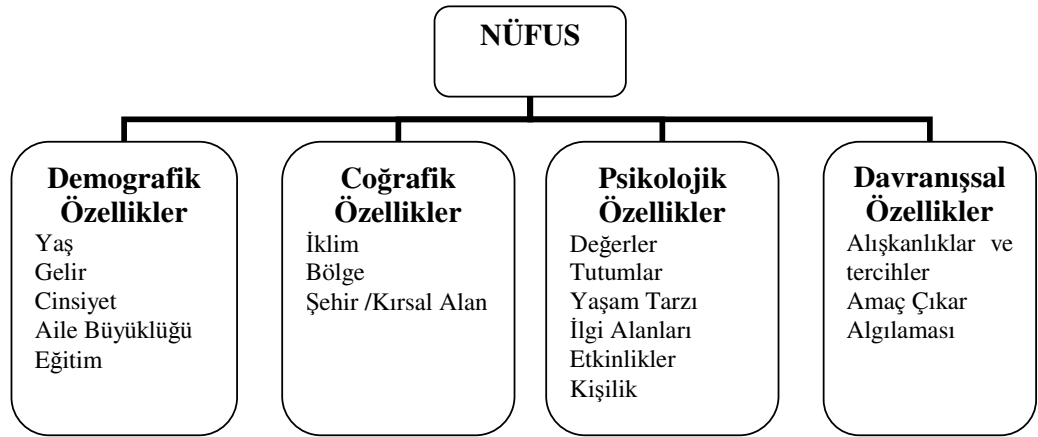 NÜFUS
Demografik
Özellikler
Yaş
Gelir
Cinsiyet
Aile Büyüklüğü
Eğitim
Coğrafik
Özellikler
İklim
Bölge
Şehir /Kırsal Alan
Psikolojik
Özellikler
Değerler
Tutumlar
Yaşam Tarzı
İlgi Alanları
Etkinlikler
Kişilik
Davranışsal
Özellikler
Alışkanlıklar ve
tercihler
Amaç Çıkar
Algılaması